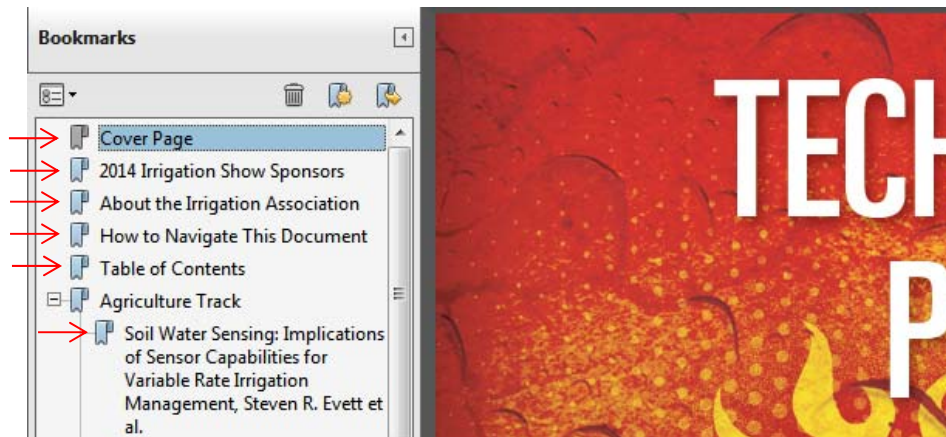 Bookmarks
Cover Page
2014 Irrigation Show Sponsors
About the Irrigation Association
How to Navigate This Document
Table of Contents
Agriculture Track
Soil Water Sensing: Implications
of Sensor Capabilities for
Variable Rate Irrigation
Management, Steven R. Evett et
al.
TECH
P